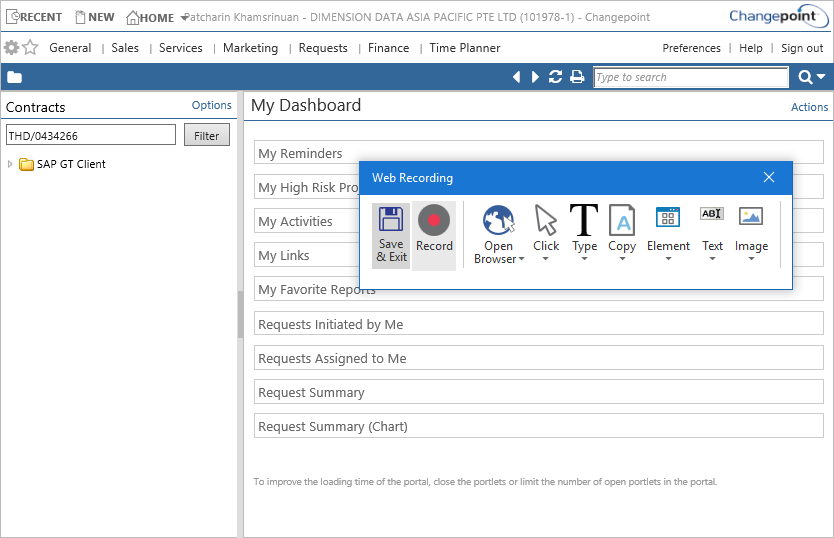 RECENT NEW HOME Patcharin Khamsrinuan - DIMENSION DATA ASIA PACIFIC PTE LTD (101978-1) - Changepoint
Changepoint
General | Sales | Services | Marketing | Requests | Finance | Time Planner
Preferences | Help | Sign out
Type to search
Contracts Options
THD/0434266 Filter
SAP GT Client
My Dashboard
Actions
My Reminders
My High Risk Proj
My Activities
My Links
My Favorite Reports
Requests Initiated by Me
Requests Assigned to Me
Request Summary
Request Summary (Chart)
To improve the loading time of the portal, close the portlets or limit the number of open portlets in the portal.
Web Recording
Save & Exit
Record
Open Browser
Click
Type
Copy
Element
ABI
Text
Image